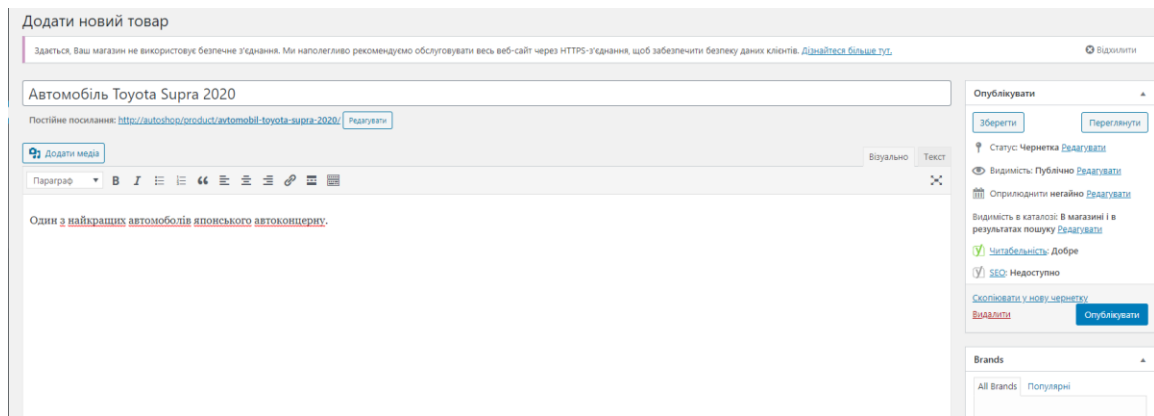 Додати новий товар
Здається, Ваш магазин не використовує безпечне з'єднання. Ми наполегливо рекомендуємо обслуговувати весь веб-сайт через HTTPS-з'єднання, щоб забезпечити безпеку даних клієнтів. Дізнайтеся більше тут.
Відхилити
Автомобіль Toyota Supra 2020
Постійне посилання: http://autoshop/product/avtomobil-toyota-supra-2020/ Редагувати
Додати медіа
Візуально Текст
Параграф B I
Один з найкращих автомоболів японського автоконцерну.
Опублікувати
Зберегти Переглянути
Статус: Чернетка Редагувати
Видимість: Публічно Редагувати
Оприлюднити негайно Редагувати
Видимість в каталозі: В магазині і в
результатах пошуку Редагувати
Читабельність: Добре
SEO: Недоступно
Скопіювати у нову чернетку
Видалити Опублікувати
Brands
All Brands Популярні